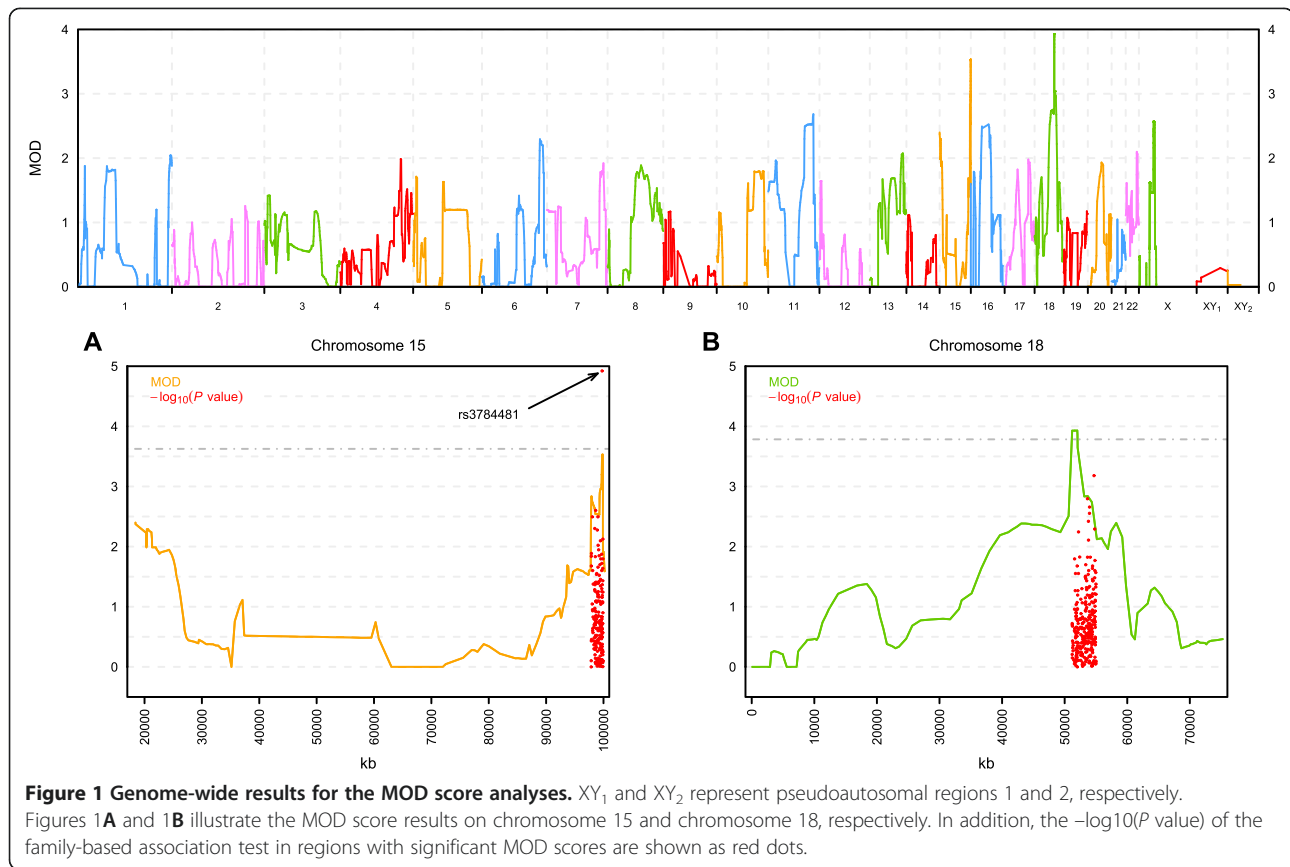 4 4
3 3
2 2
1 1
0 0
MOD
1 2 3 4 5 6 7 8 9 10 11 12 13 14 15 16 17 18 19 20 21 22 X XY1 XY2
A Chromosome 15
MOD
−log10(P value)
rs3784481
5
4
3
2
1
0
20000 30000 40000 50000 60000 70000 80000 90000 100000
kb
B Chromosome 18
MOD
−log10(P value)
5
4
3
2
1
0
0 10000 20000 30000 40000 50000 60000 70000
kb
Figure 1 Genome-wide results for the MOD score analyses. XY1 and XY2 represent pseudoautosomal regions 1 and 2, respectively.
Figures 1A and 1B illustrate the MOD score results on chromosome 15 and chromosome 18, respectively. In addition, the –log10(P value) of the
family-based association test in regions with significant MOD scores are shown as red dots.